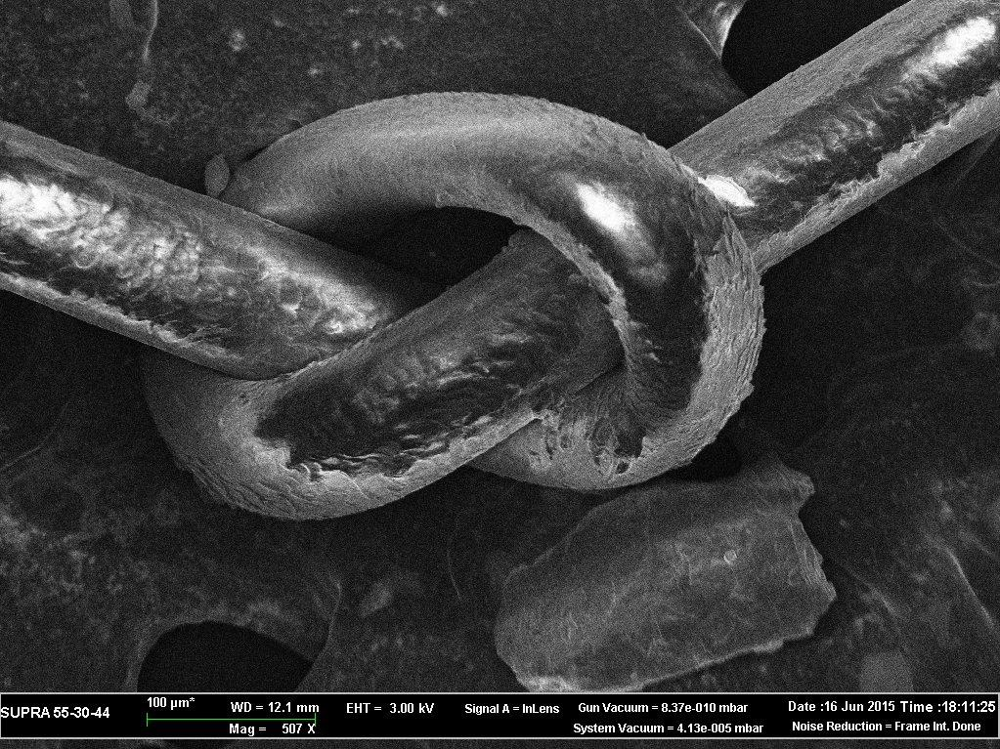 SUPRA 55-30-44
100 µm*
WD = 12.1 mm
Mag = 507 X
EHT = 3.00 kV
Signal A = InLens
Gun Vacuum = 8.37e-010 mbar
System Vacuum = 4.13e-005 mbar
Date :16 Jun 2015 Time :18:11:25
Noise Reduction = Frame Int. Done